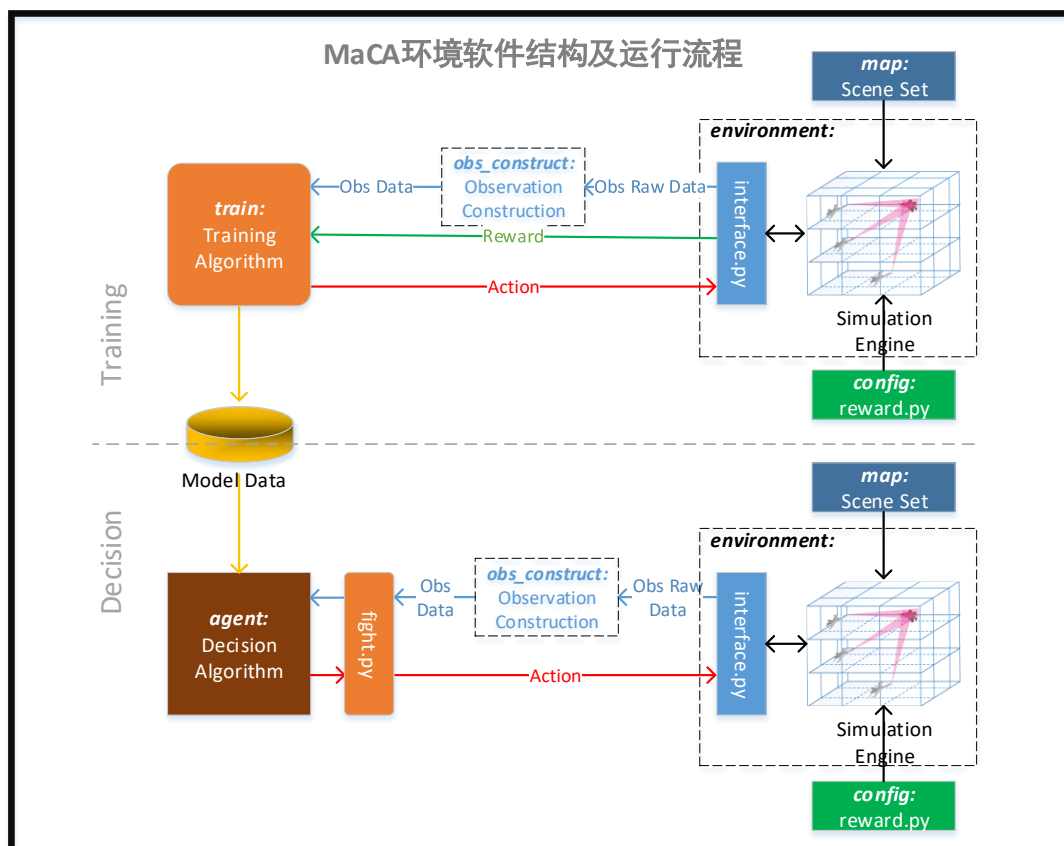 MaCA环境软件结构及运行流程
map:
Scene Set
environment:
obs_construct:
Observation
Construction
Obs Data
Obs Raw Data
interface.py
train:
Training
Algorithm
Reward
Action
Simulation
Engine
config:
reward.py
Training
Model Data
Decision
map:
Scene Set
environment:
obs_construct:
Observation
Construction
Obs
Data
Obs Raw
Data
interface.py
fight.py
agent:
Decision
Algorithm
Action
Simulation
Engine
config:
reward.py